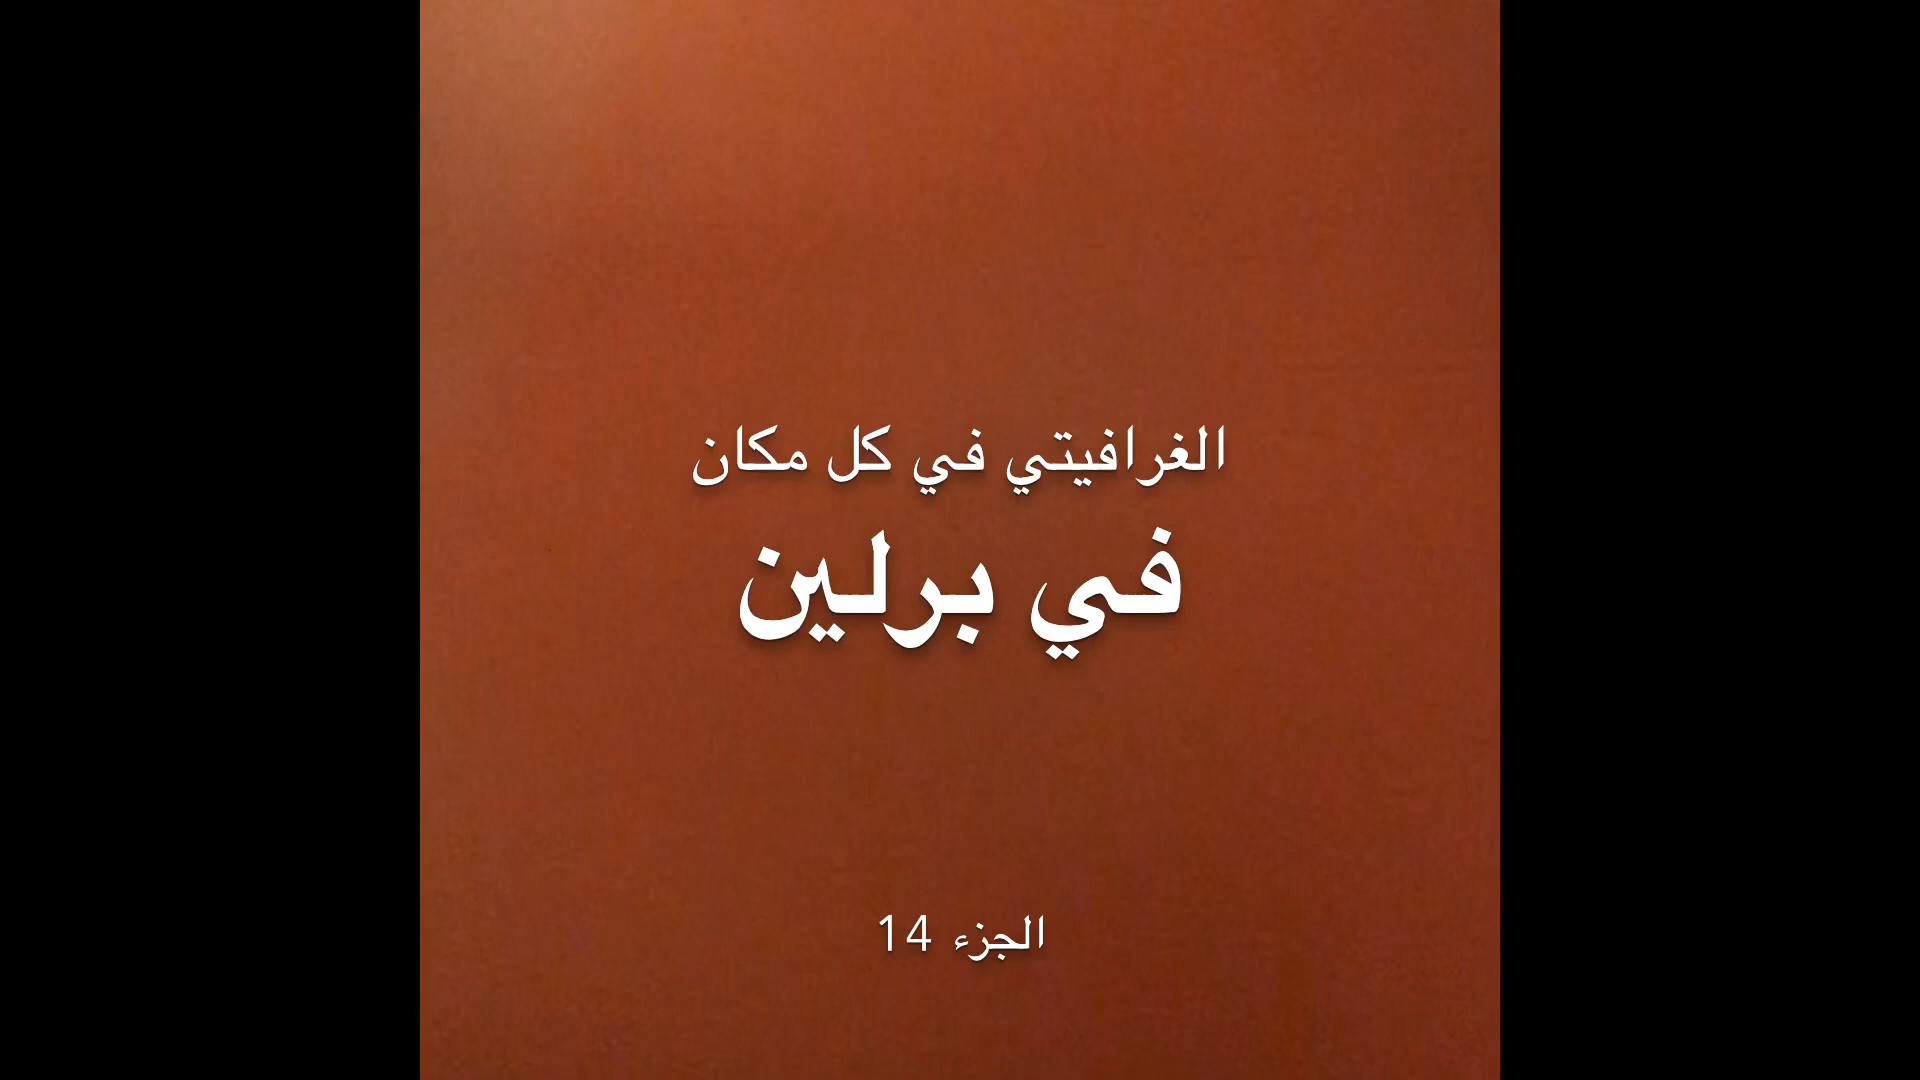 الغرافيتي في كل مكان
في برلين
الجزء 14